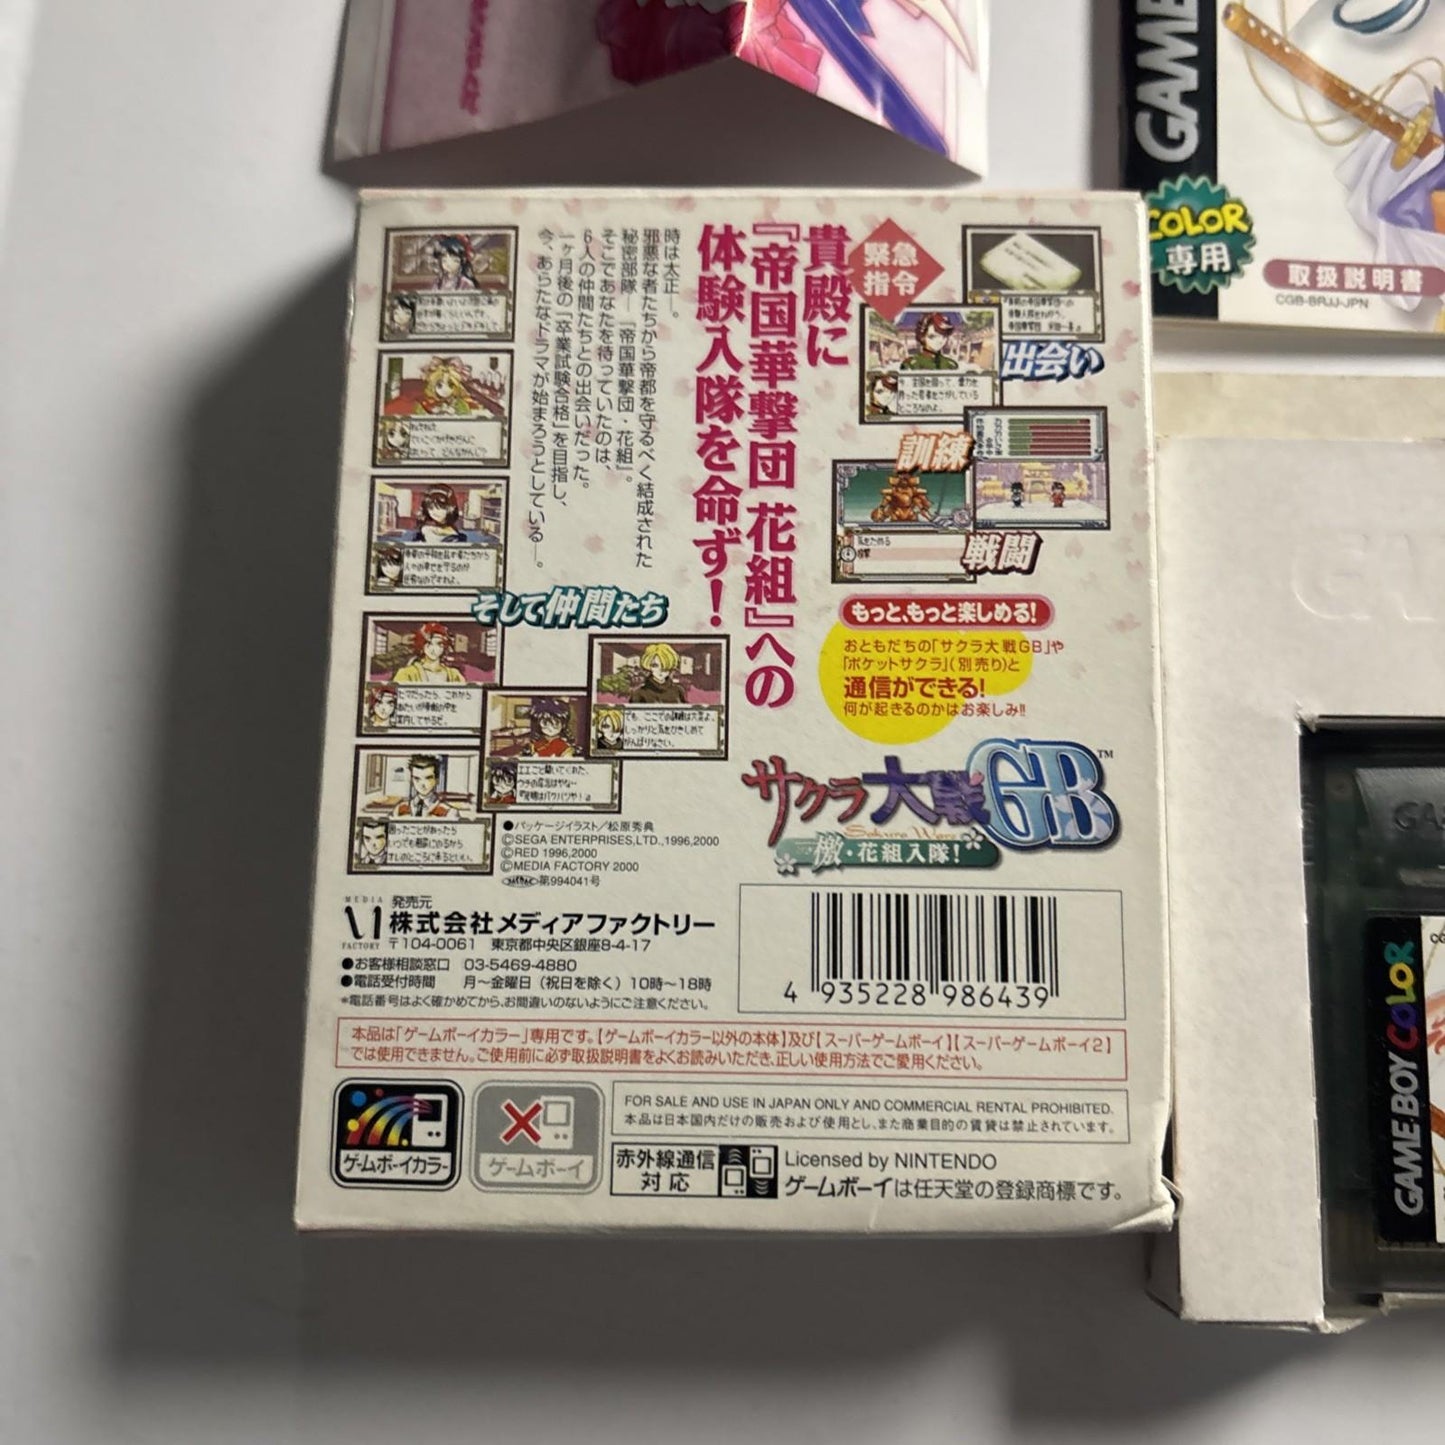 GAME
COLOR
専用
取扱説明書
CGB-BRJJ-JPN
緊急
指令
貴殿に
『帝国華撃団 花組』への
体験入隊を命ず!
時は太正—。
邪悪な者たちから帝都を守るべく結成された
秘密部隊—「帝国華撃団・花組」。
そこであなたを待っていたのは、
6人の仲間たちとの出会いだった。
一ヶ月後の「卒業試験合格」を目指し、
今、あらたなドラマが始まろうとしている—。
出会い
訓練
戦闘
そして仲間たち
もっと、もっと楽しめる!
おともだちの「サクラ大戦GB」や
「ポケットサクラ」(別売り)と
通信ができる!
何が起きるのかはお楽しみ!!
サクラ大戦GB™
Sakura Wars
檄・花組入隊!
●パッケージイラスト/松原秀典
©SEGA ENTERPRISES,LTD.,1996,2000
©RED 1996,2000
©MEDIA FACTORY 2000
第994041号
MEDIA
FACTORY
発売元
株式会社メディアファクトリー
〒104-0061 東京都中央区銀座8-4-17
●お客様相談窓口 03-5469-4880
●電話受付時間 月〜金曜日(祝日を除く)10時〜18時
*電話番号はよく確かめてから、お間違いのないようにご注意ください。
4 935228 986439
本品は「ゲームボーイカラー」専用です。【ゲームボーイカラー以外の本体】及び【スーパーゲームボーイ】【スーパーゲームボーイ2】
では使用できません。ご使用前に必ず取扱説明書をよくお読みいただき、正しい使用方法でご愛用ください。
ゲームボーイカラー
ゲームボーイ
FOR SALE AND USE IN JAPAN ONLY AND COMMERCIAL RENTAL PROHIBITED.
本品は日本国内だけの販売および使用とし、また商業目的の賃貸は禁止されています。
赤外線通信
対応
Licensed by NINTENDO
ゲームボーイは任天堂の登録商標です。
GAME BOY COLOR